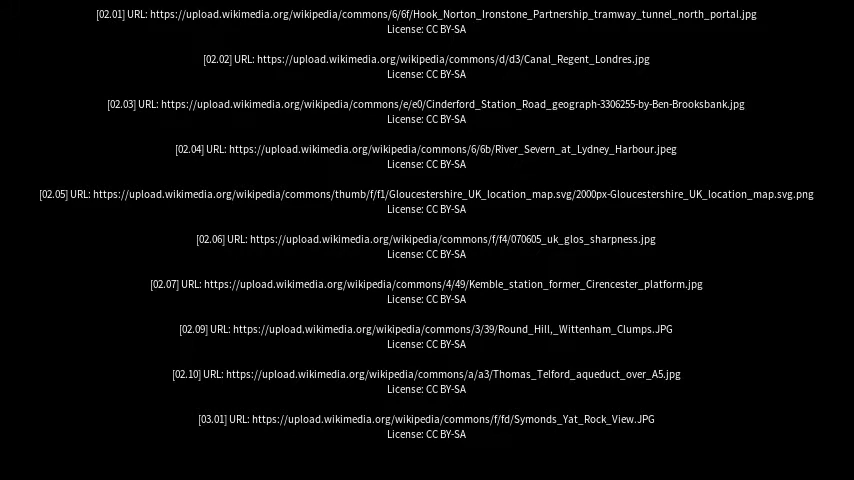 [02.01] URL: https://upload.wikimedia.org/wikipedia/commons/6/6f/Hook_Norton_Ironstone_Partnership_tramway_tunnel_north_portal.jpg
License: CC BY-SA
[02.02] URL: https://upload.wikimedia.org/wikipedia/commons/d/d3/Canal_Regent_Londres.jpg
License: CC BY-SA
[02.03] URL: https://upload.wikimedia.org/wikipedia/commons/e/e0/Cinderford_Station_Road_geograph-3306255-by-Ben-Brooksbank.jpg
License: CC BY-SA
[02.04] URL: https://upload.wikimedia.org/wikipedia/commons/6/6b/River_Severn_at_Lydney_Harbour.jpeg
License: CC BY-SA
[02.05] URL: https://upload.wikimedia.org/wikipedia/commons/thumb/f/f1/Gloucestershire_UK_location_map.svg/2000px-Gloucestershire_UK_location_map.svg.png
License: CC BY-SA
[02.06] URL: https://upload.wikimedia.org/wikipedia/commons/f/f4/070605_uk_glos_sharpness.jpg
License: CC BY-SA
[02.07] URL: https://upload.wikimedia.org/wikipedia/commons/4/49/Kemble_station_former_Cirencester_platform.jpg
License: CC BY-SA
[02.09] URL: https://upload.wikimedia.org/wikipedia/commons/3/39/Round_Hill,_Wittenham_Clumps.JPG
License: CC BY-SA
[02.10] URL: https://upload.wikimedia.org/wikipedia/commons/a/a3/Thomas_Telford_aqueduct_over_A5.jpg
License: CC BY-SA
[03.01] URL: https://upload.wikimedia.org/wikipedia/commons/f/fd/Symonds_Yat_Rock_View.JPG
License: CC BY-SA